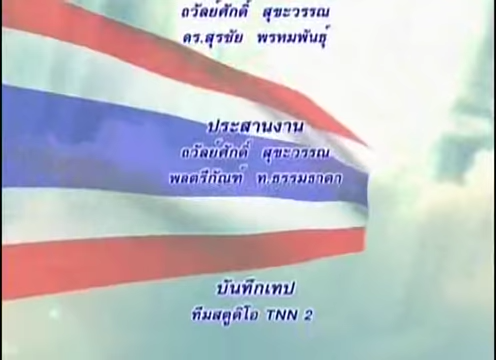 ถวัลย์ศักดิ์ สุขะวรรณ
ดร.สุรชัย พรหมพันธุ์
ประสานงาน
ถวัลย์ศักดิ์ สุขะวรรณ
พลตรีกัณฑ์ ท.ธรรมธาดา
บันทึกเทป
ทีมสตูดิโอ TNN 2